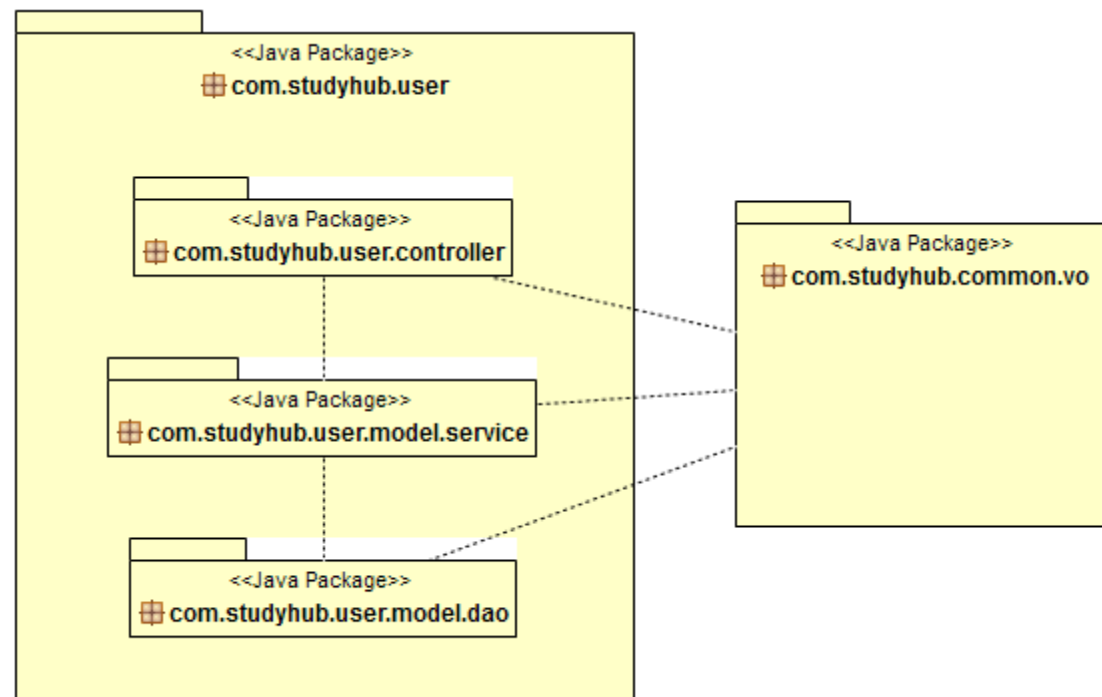 <<Java Package>>
com.studyhub.user
<<Java Package>>
com.studyhub.user.controller
<<Java Package>>
com.studyhub.common.vo
<<Java Package>>
com.studyhub.user.model.service
<<Java Package>>
com.studyhub.user.model.dao